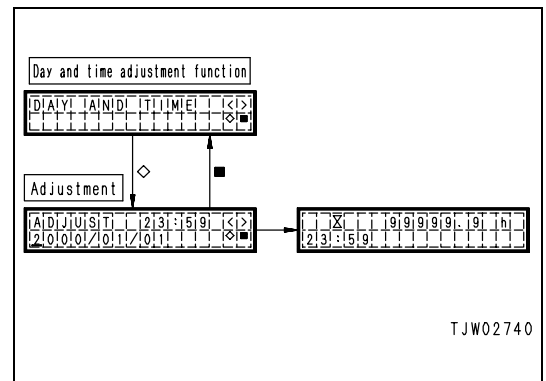 Day and time adjustment function
DAY AND TIME <>
◇■
◇ ■
Adjustment
ADJUST 23:59 <>
2000/01/01 ◇■
99999.9 h
23:59
TJW02740